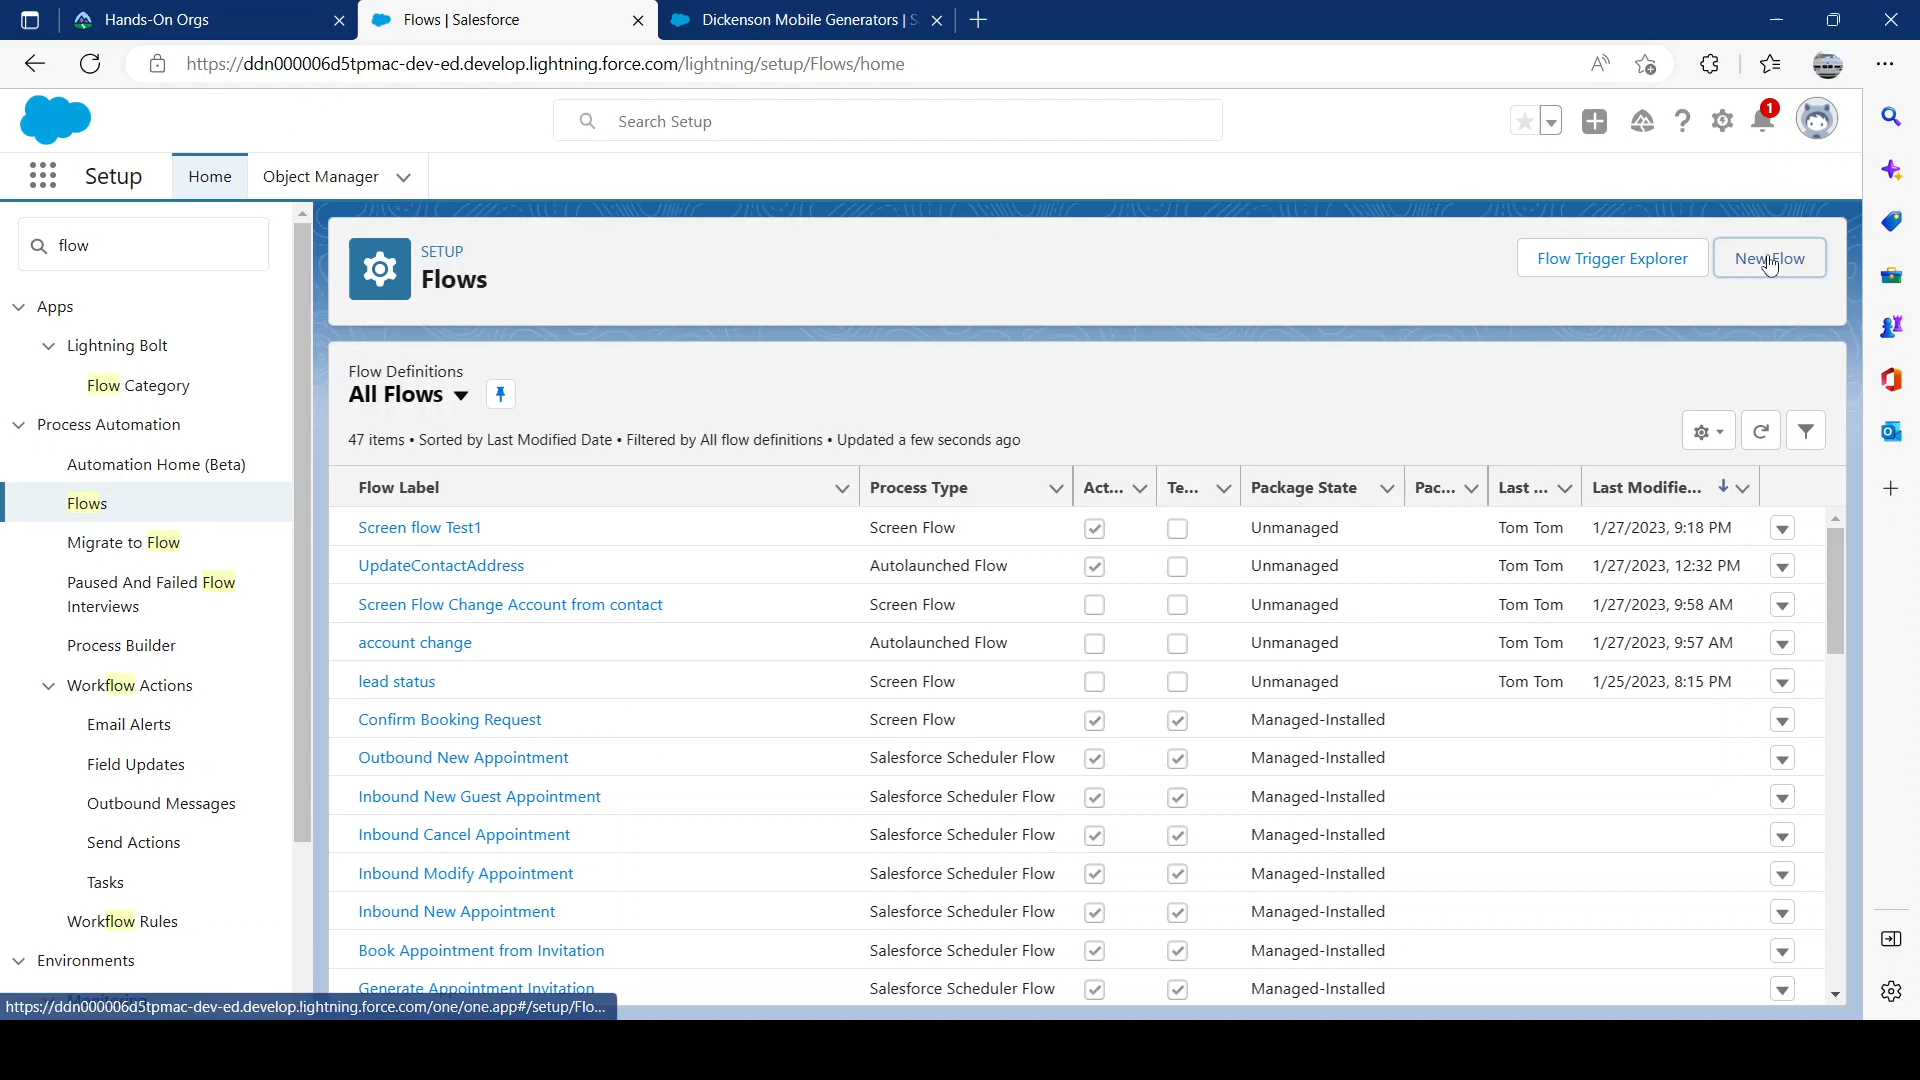 Hands-On Orgs
Flows | Salesforce
Dickenson Mobile Generators | S
https://ddn000006d5tpmac-dev-ed.develop.lightning.force.com/lightning/setup/Flows/home
Search Setup
1
Setup
Home
Object Manager
flow
Apps
Lightning Bolt
Flow Category
Process Automation
Automation Home (Beta)
Flows
Migrate to Flow
Paused And Failed Flow
Interviews
Process Builder
Workflow Actions
Email Alerts
Field Updates
Outbound Messages
Send Actions
Tasks
Workflow Rules
Environments
SETUP
Flows
Flow Trigger Explorer
New Flow
Flow Definitions
All Flows
47 items • Sorted by Last Modified Date • Filtered by All flow definitions • Updated a few seconds ago
Flow Label Process Type Act... Te... Package State Pac... Last ... Last Modifie...
Screen flow Test1 Screen Flow Unmanaged Tom Tom 1/27/2023, 9:18 PM
UpdateContactAddress Autolaunched Flow Unmanaged Tom Tom 1/27/2023, 12:32 PM
Screen Flow Change Account from contact Screen Flow Unmanaged Tom Tom 1/27/2023, 9:58 AM
account change Autolaunched Flow Unmanaged Tom Tom 1/27/2023, 9:57 AM
lead status Screen Flow Unmanaged Tom Tom 1/25/2023, 8:15 PM
Confirm Booking Request Screen Flow Managed-Installed
Outbound New Appointment Salesforce Scheduler Flow Managed-Installed
Inbound New Guest Appointment Salesforce Scheduler Flow Managed-Installed
Inbound Cancel Appointment Salesforce Scheduler Flow Managed-Installed
Inbound Modify Appointment Salesforce Scheduler Flow Managed-Installed
Inbound New Appointment Salesforce Scheduler Flow Managed-Installed
Book Appointment from Invitation Salesforce Scheduler Flow Managed-Installed
Generate Appointment Invitation Salesforce Scheduler Flow Managed-Installed
https://ddn000006d5tpmac-dev-ed.develop.lightning.force.com/one/one.app#/setup/Flo...